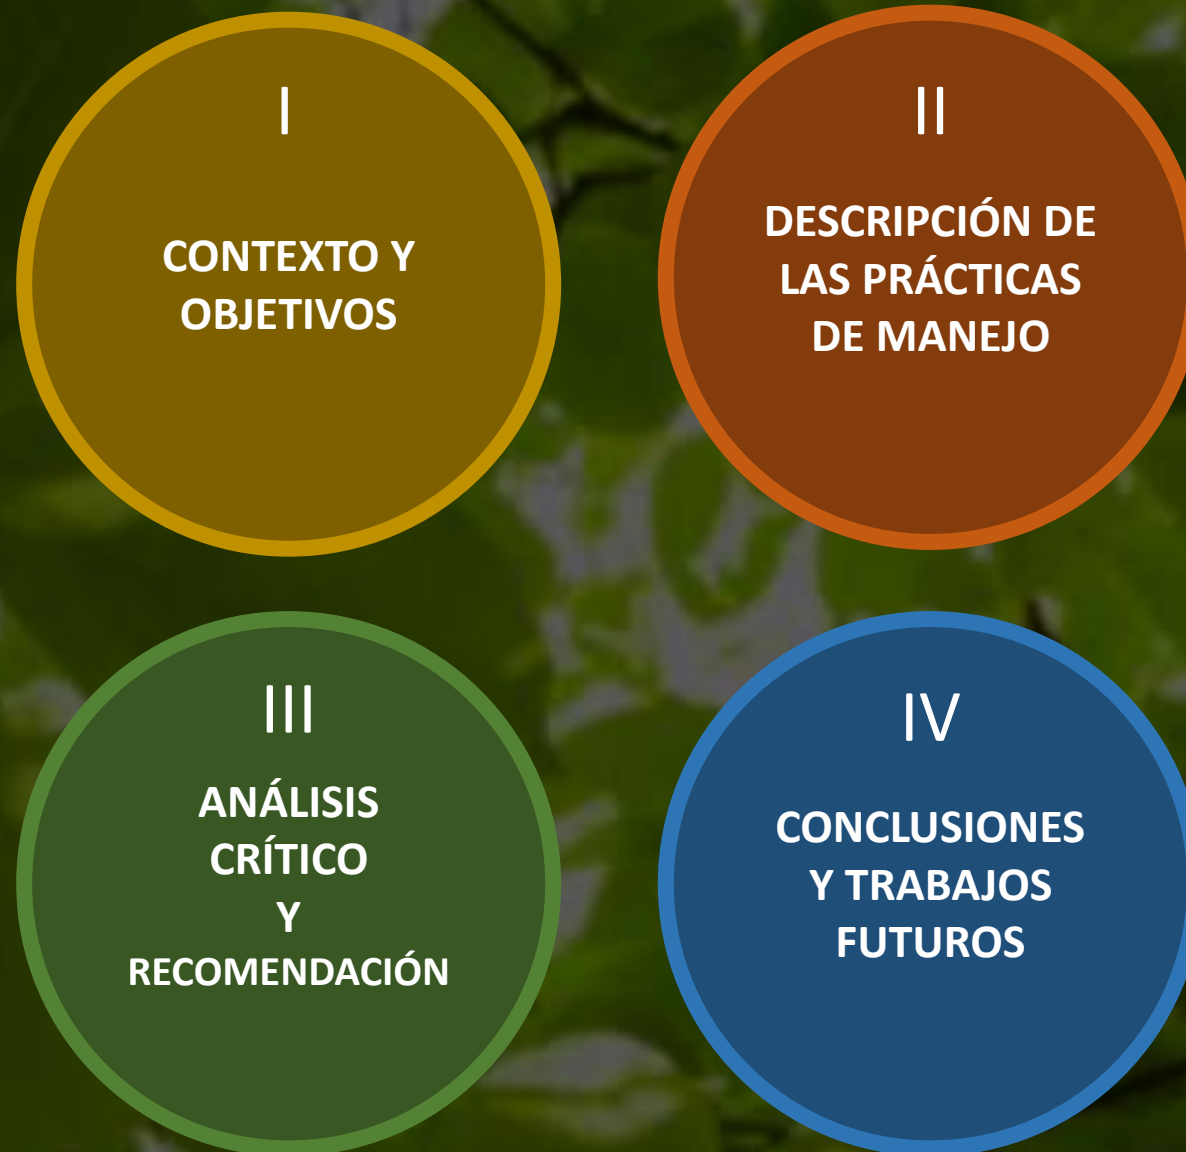 I
CONTEXTO Y
OBJETIVOS
II
DESCRIPCIÓN DE
LAS PRÁCTICAS
DE MANEJO
III
ANÁLISIS
CRÍTICO
Y
RECOMENDACIÓN
IV
CONCLUSIONES
Y TRABAJOS
FUTUROS